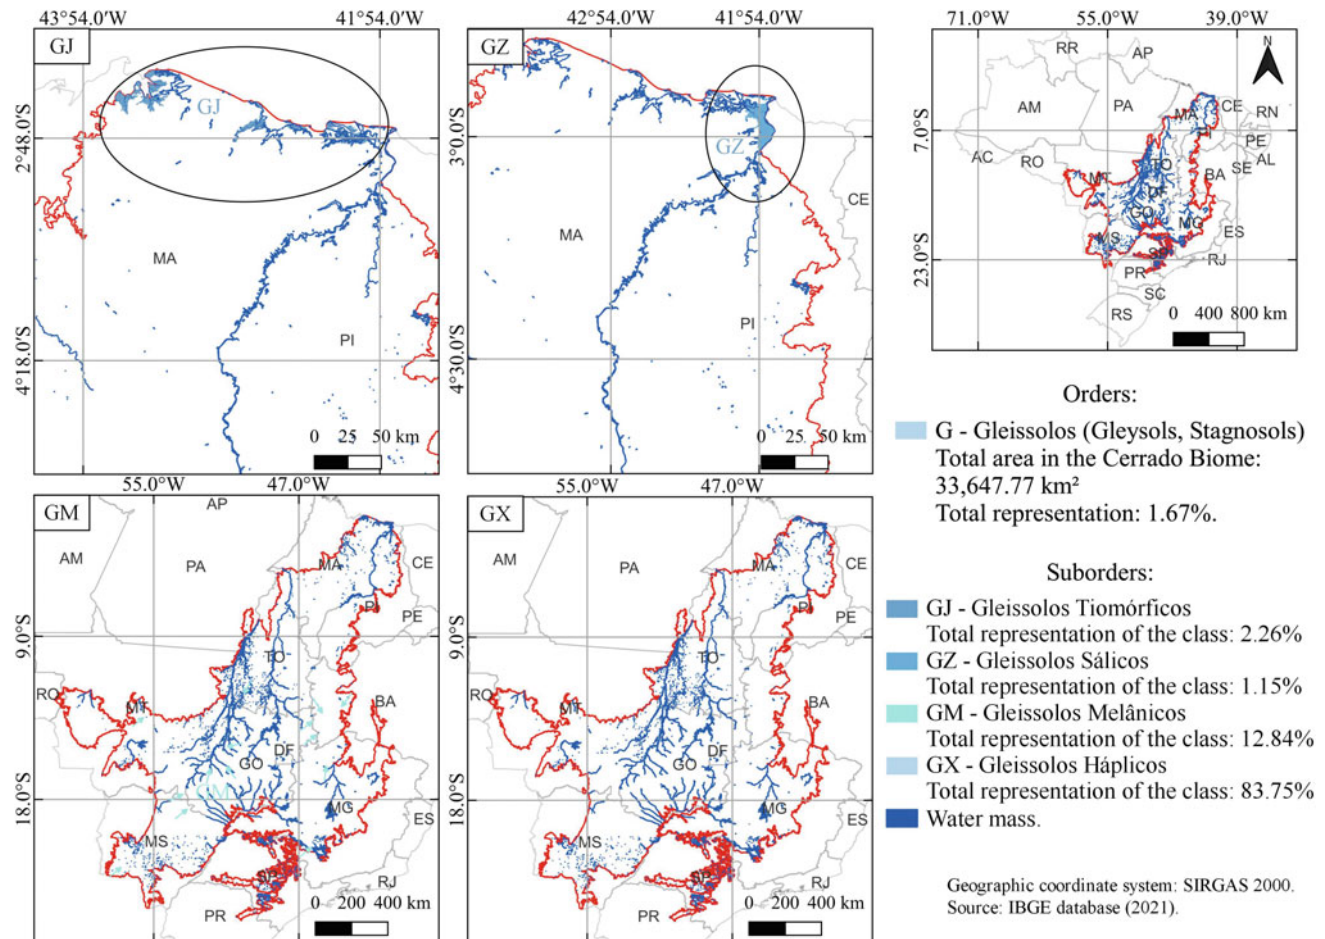 43°54.0'W
41°54.0'W
GJ
GJ
2°48.0'S
4°18.0'S
MA
PI
0 25 50 km
42°54.0'W
41°54.0'W
GZ
GZ
3°0.0'S
4°30.0'S
MA
PI
CE
0 25 50 km
71.0°W
55.0°W
39.0°W
N
RR
AP
AM
PA
MA
CE
RN
7.0°S
PI
PE
AC
RO
TO
AL
SE
MT
BA
DF
GO
MG
MS
ES
23.0°S
SP
RJ
PR
SC
RS
0 400 800 km
55.0°W
47.0°W
GM
AP
AM
PA
MA
CE
PI
PE
9.0°S
TO
RO
MT
BA
DF
GO
GM
18.0°S
MG
ES
MS
SP
RJ
PR
0 200 400 km
55.0°W
47.0°W
GX
AM
PA
MA
CE
PI
PE
9.0°S
TO
RO
MT
BA
DF
GO
18.0°S
MG
ES
MS
SP
RJ
PR
0 200 400 km
Orders:
G - Gleissolos (Gleysols, Stagnosols)
Total area in the Cerrado Biome:
33,647.77 km²
Total representation: 1.67%.
Suborders:
GJ - Gleissolos Tiomórficos
Total representation of the class: 2.26%
GZ - Gleissolos Sálicos
Total representation of the class: 1.15%
GM - Gleissolos Melânicos
Total representation of the class: 12.84%
GX - Gleissolos Háplicos
Total representation of the class: 83.75%
Water mass.
Geographic coordinate system: SIRGAS 2000.
Source: IBGE database (2021).